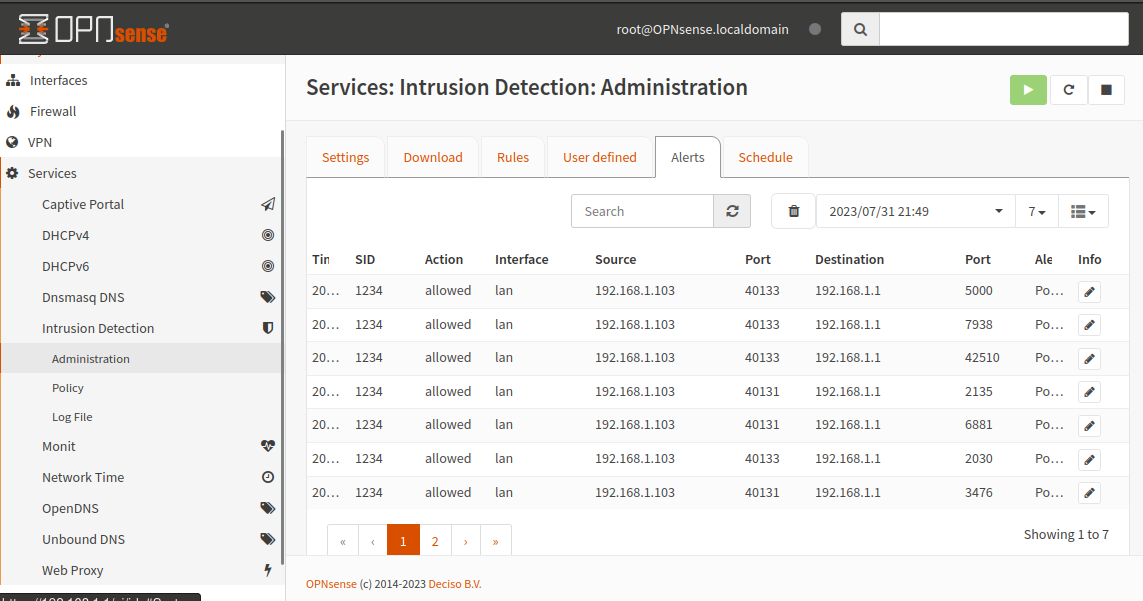 OPNsense
root@OPNsense.localdomain
Interfaces
Firewall
VPN
Services
Captive Portal
DHCPv4
DHCPv6
Dnsmasq DNS
Intrusion Detection
Administration
Policy
Log File
Monit
Network Time
OpenDNS
Unbound DNS
Web Proxy
Services: Intrusion Detection: Administration
Settings Download Rules User defined Alerts Schedule
Search 2023/07/31 21:49 7
Tin SID Action Interface Source Port Destination Port Ale Info
20... 1234 allowed lan 192.168.1.103 40133 192.168.1.1 5000 Po...
20... 1234 allowed lan 192.168.1.103 40133 192.168.1.1 7938 Po...
20... 1234 allowed lan 192.168.1.103 40133 192.168.1.1 42510 Po...
20... 1234 allowed lan 192.168.1.103 40131 192.168.1.1 2135 Po...
20... 1234 allowed lan 192.168.1.103 40131 192.168.1.1 6881 Po...
20... 1234 allowed lan 192.168.1.103 40133 192.168.1.1 2030 Po...
20... 1234 allowed lan 192.168.1.103 40131 192.168.1.1 3476 Po...
« ‹ 1 2 › » Showing 1 to 7
OPNsense (c) 2014-2023 Deciso B.V.